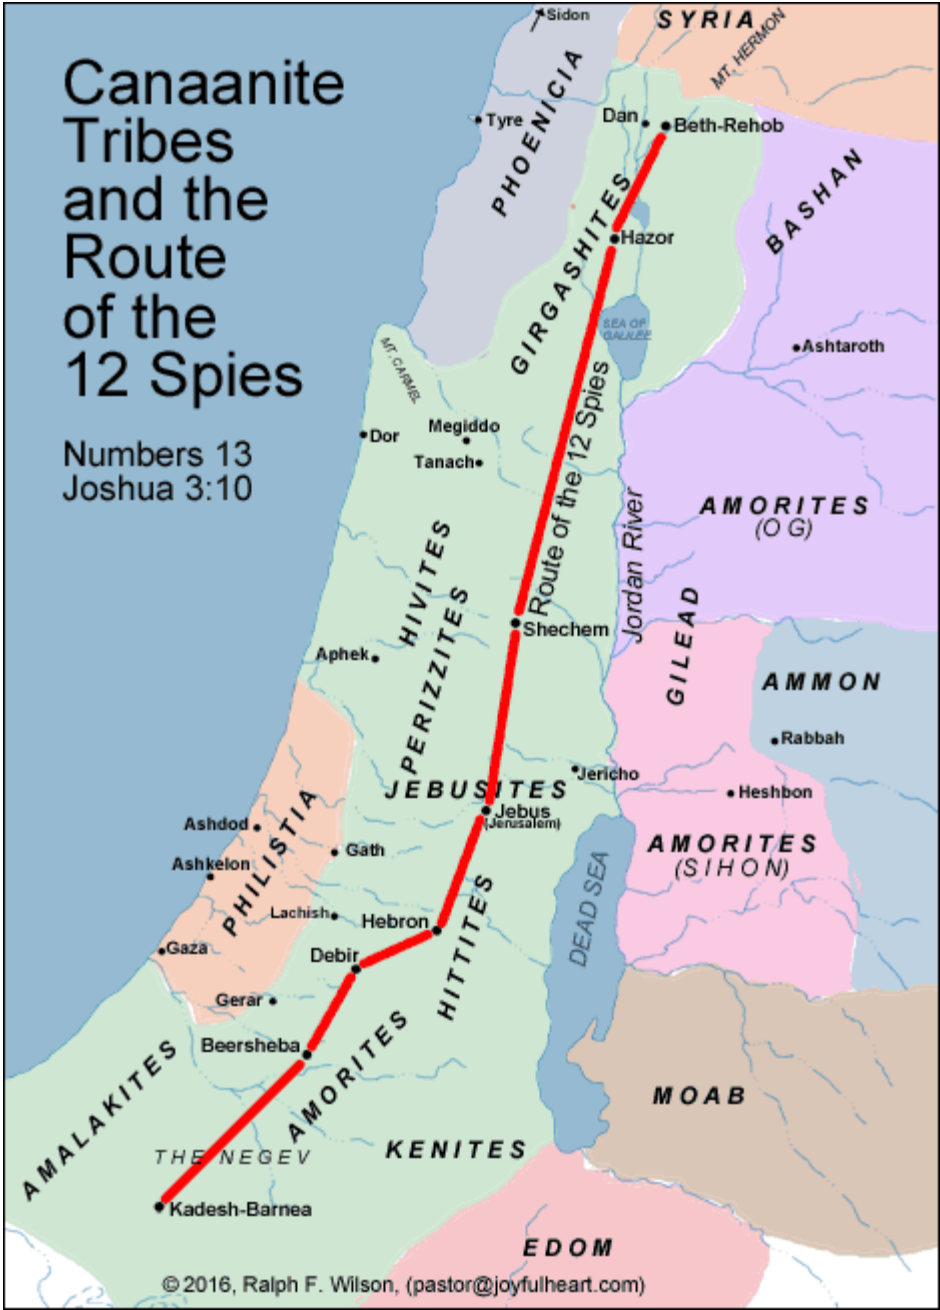 Canaanite
Tribes
and the
Route
of the
12 Spies
Numbers 13
Joshua 3:10
Sidon
SYRIA
MT. HERMON
PHOENICIA
Tyre
Dan
Beth-Rehob
BASHAN
GIRGASHITES
Hazor
SEA OF
GALILEE
Ashtaroth
MT. CARMEL
Route of the 12 Spies
Dor
Megiddo
Tanach
AMORITES
(OG)
Jordan River
HIVITES
PERIZZITES
Shechem
Aphek
GILEAD
AMMON
Rabbah
Jericho
JEBUSITES
Heshbon
Jebus
(Jerusalem)
Ashdod
PHILISTIA
Gath
AMORITES
(SIHON)
Ashkelon
DEAD SEA
Lachish
Hebron
HITTITES
Gaza
Debir
Gerar
Beersheba
AMORITES
AMALAKITES
MOAB
THE NEGEV
KENITES
Kadesh-Barnea
EDOM
©2016, Ralph F. Wilson, (pastor@joyfulheart.com)